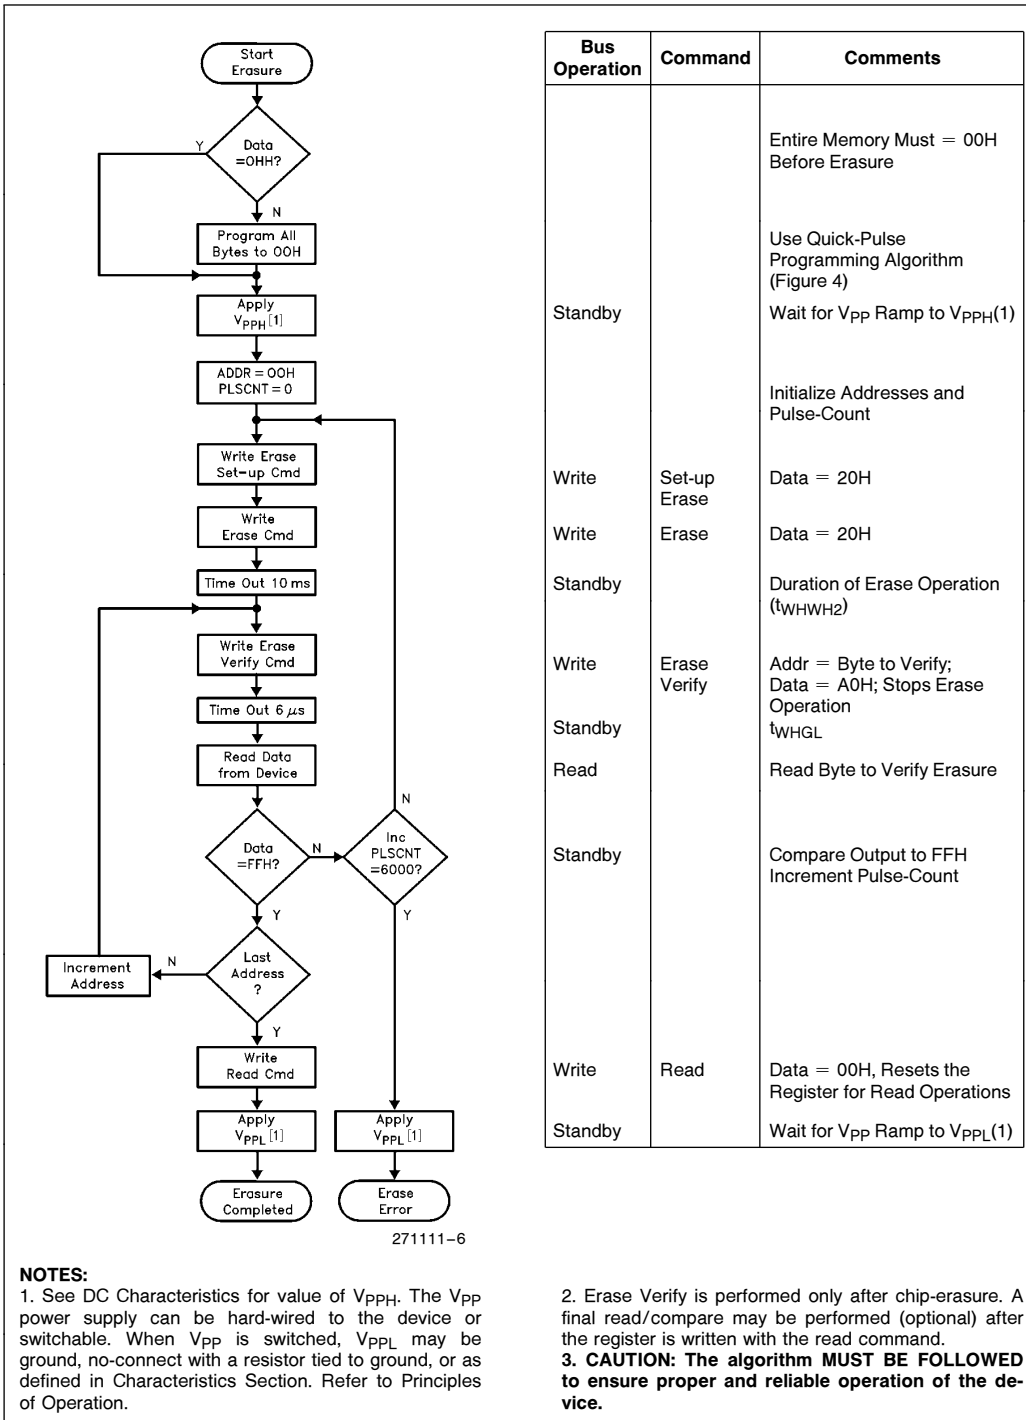 Start
Erasure
Data
=OHH?
Y
N
Program All
Bytes to OOH
Apply
VPPH[1]
ADDR = OOH
PLSCNT = 0
Write Erase
Set-up Cmd
Write
Erase Cmd
Time Out 10 ms
Write Erase
Verify Cmd
Time Out 6 μs
Read Data
from Device
Data
=FFH?
N
Y
Inc
PLSCNT
=6000?
N
Y
Last
Address
?
N
Y
Increment
Address
Write
Read Cmd
Apply
VPPL[1]
Apply
VPPL[1]
Erasure
Completed
Erase
Error
271111–6
Bus
Operation
Command
Comments
Entire Memory Must = 00H
Before Erasure
Use Quick-Pulse
Programming Algorithm
(Figure 4)
Standby
Wait for VPP Ramp to VPPH(1)
Initialize Addresses and
Pulse-Count
Write
Set-up
Erase
Data = 20H
Write
Erase
Data = 20H
Standby
Duration of Erase Operation
(tWHWH2)
Write
Erase
Verify
Addr = Byte to Verify;
Data = A0H; Stops Erase
Operation
Standby
tWHGL
Read
Read Byte to Verify Erasure
Standby
Compare Output to FFH
Increment Pulse-Count
Write
Read
Data = 00H, Resets the
Register for Read Operations
Standby
Wait for VPP Ramp to VPPL(1)
NOTES:
1. See DC Characteristics for value of VPPH. The VPP
power supply can be hard-wired to the device or
switchable. When VPP is switched, VPPL may be
ground, no-connect with a resistor tied to ground, or as
defined in Characteristics Section. Refer to Principles
of Operation.
2. Erase Verify is performed only after chip-erasure. A
final read/compare may be performed (optional) after
the register is written with the read command.
3. CAUTION: The algorithm MUST BE FOLLOWED
to ensure proper and reliable operation of the de-
vice.